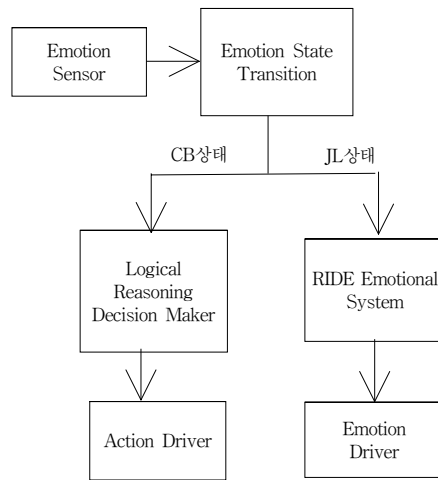 Emotion
Sensor
Emotion State
Transition
CB상태
JL상태
Logical
Reasoning
Decision Maker
RIDE Emotional
System
Action Driver
Emotion
Driver